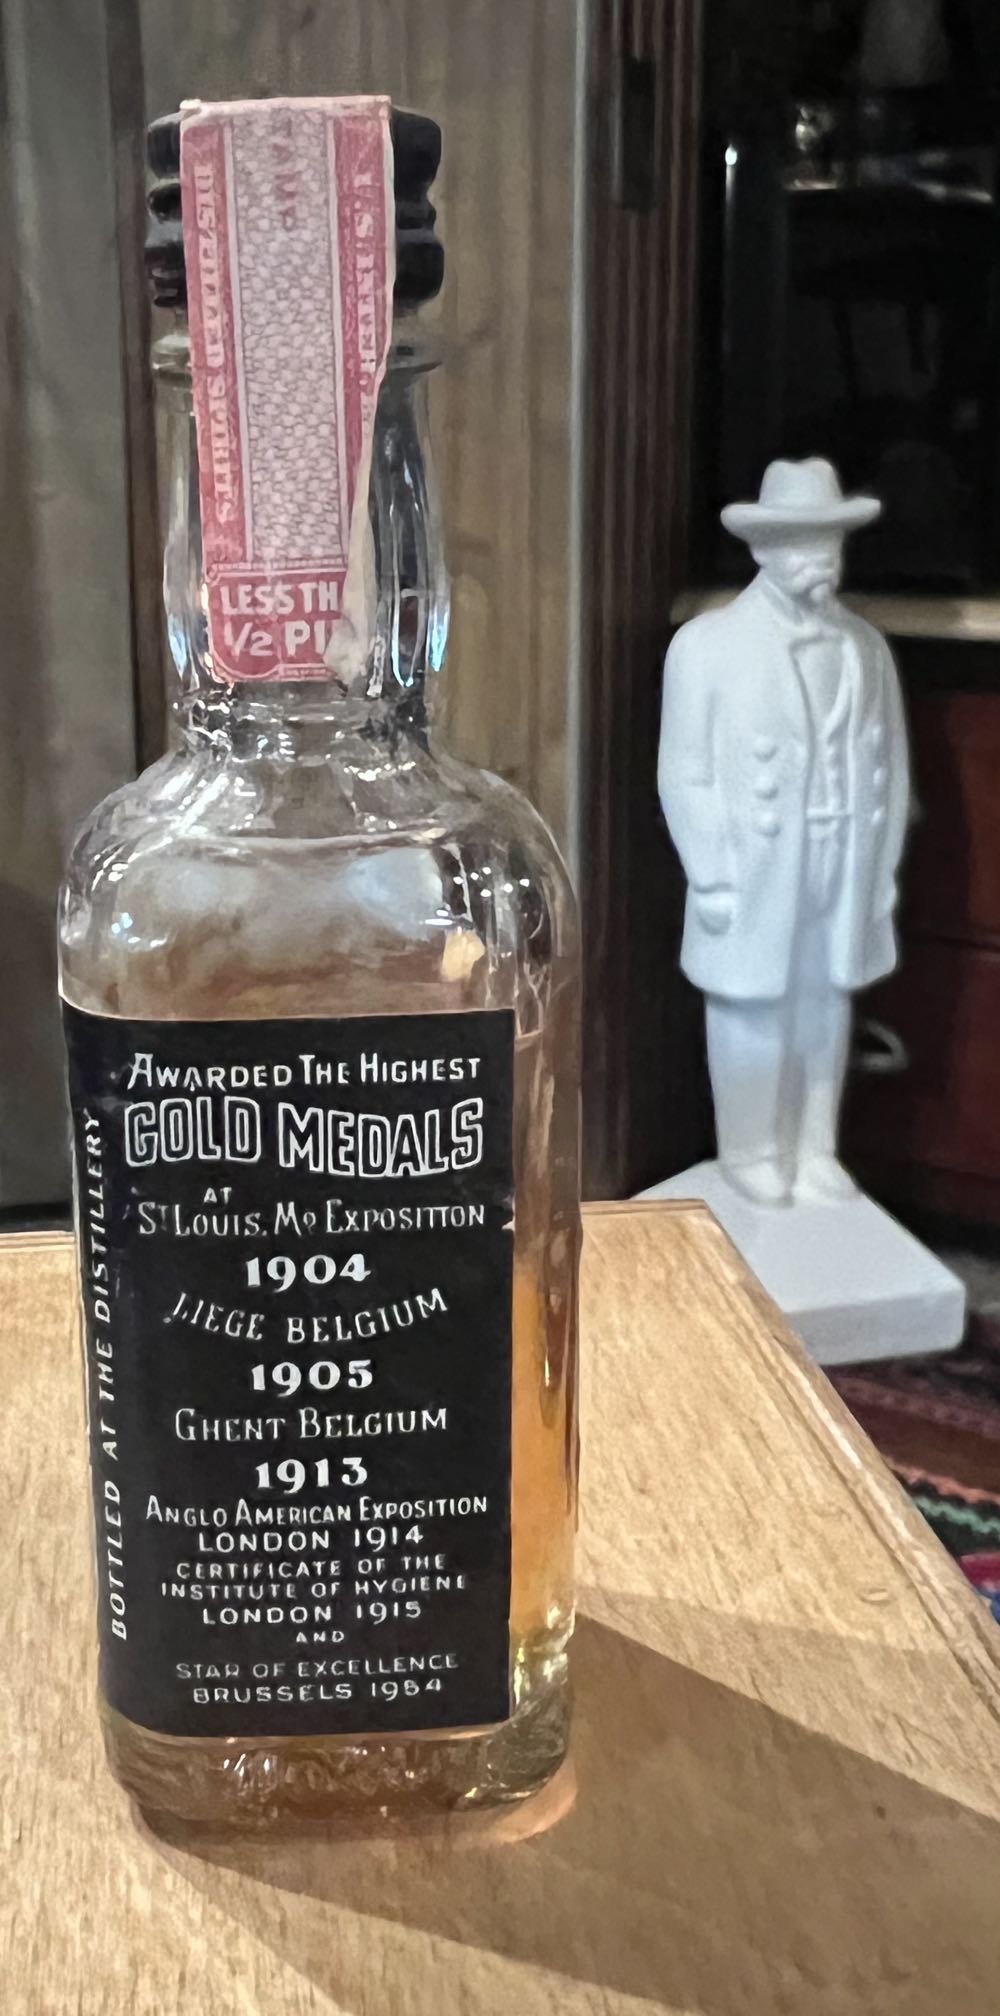 DISTILLED SPIRITS
LESS TH
1/2 PI
AWARDED THE HIGHEST
GOLD MEDALS
AT
ST LOUIS, MO EXPOSITION
1904
LIEGE BELGIUM
1905
GHENT BELGIUM
1913
ANGLO AMERICAN EXPOSITION
LONDON 1914
CERTIFICATE OF THE
INSTITUTE OF HYGIENE
LONDON 1915
AND
STAR OF EXCELLENCE
BRUSSELS 1954
BOTTLED AT THE DISTILLERY